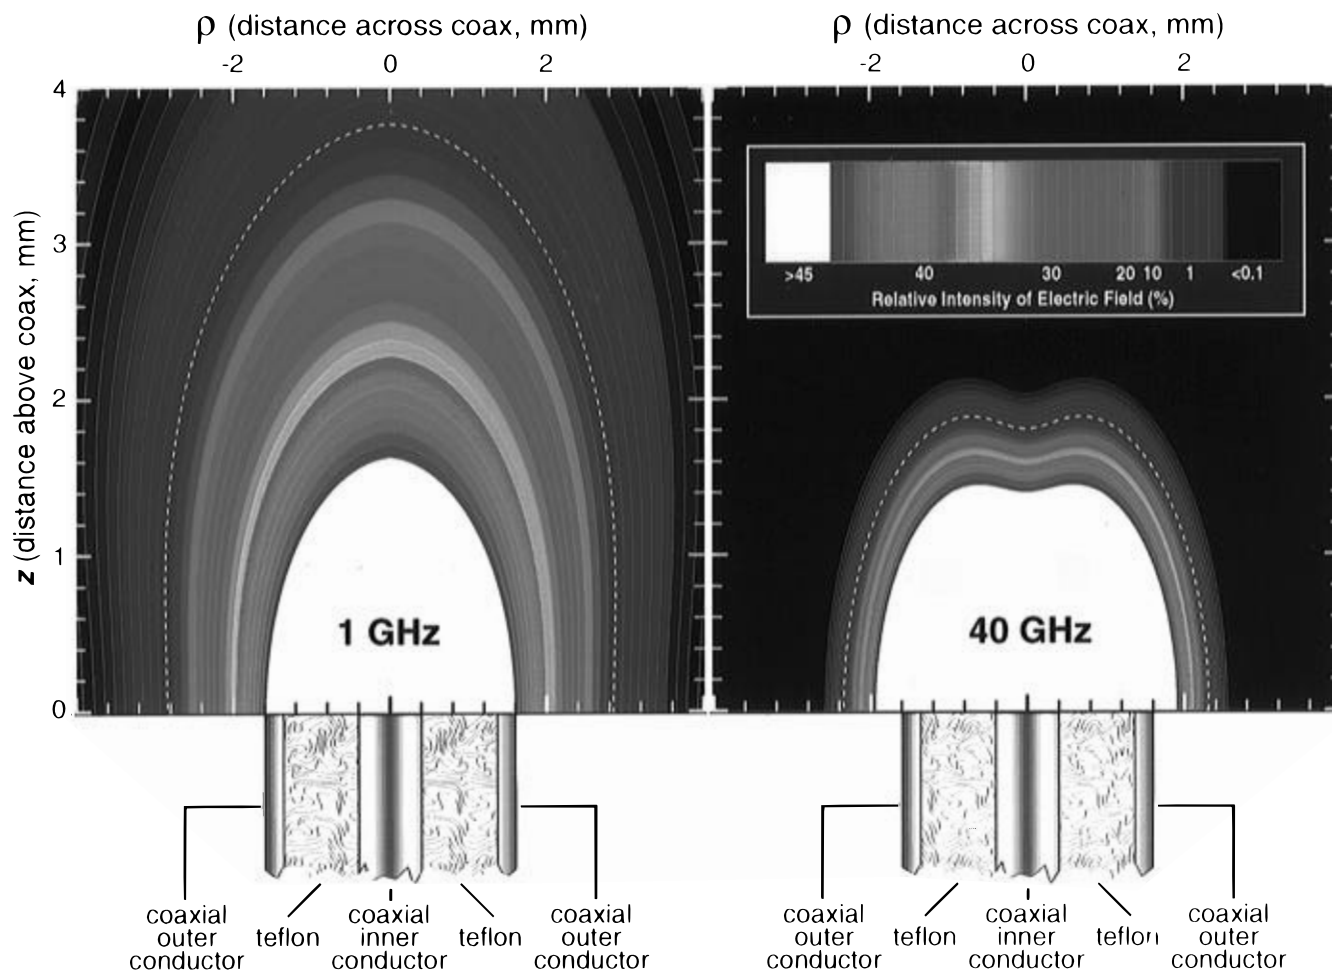 ρ (distance across coax, mm)
-2 0 2
ρ (distance across coax, mm)
-2 0 2
z (distance above coax, mm)
4
3
2
1
0
>45 40 30 20 10 1 <0.1
Relative Intensity of Electric Field (%)
1 GHz
40 GHz
coaxial
outer
conductor
teflon
coaxial
inner
conductor
teflon
coaxial
outer
conductor
coaxial
outer
conductor
teflon
coaxial
inner
conductor
teflon
coaxial
outer
conductor